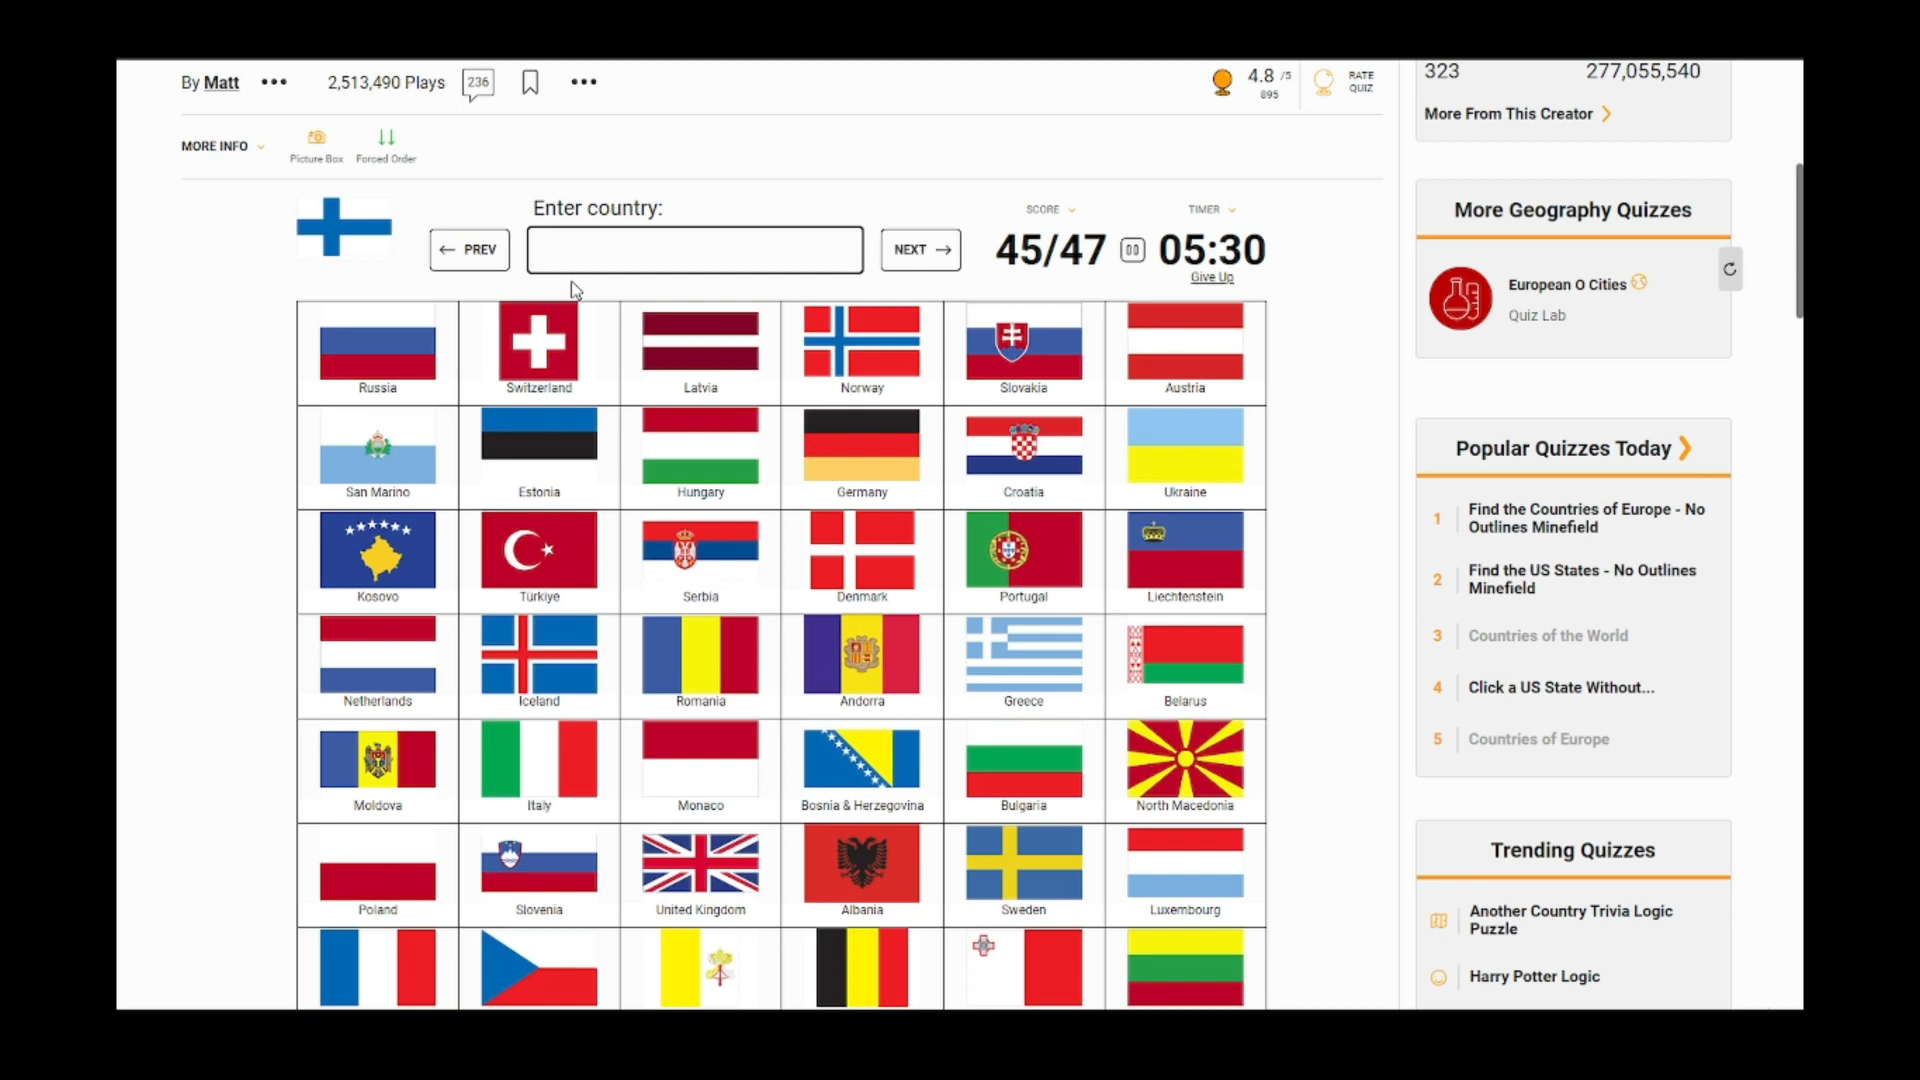 By Matt ••• 2,513,490 Plays 236 •••
4.8 /5
895
RATE
QUIZ
323 277,055,540
More From This Creator
MORE INFO
Picture Box Forced Order
Enter country:
← PREV
NEXT →
SCORE
45/47
TIMER
05:30
Give Up
Russia Switzerland Latvia Norway Slovakia Austria
San Marino Estonia Hungary Germany Croatia Ukraine
Kosovo Türkiye Serbia Denmark Portugal Liechtenstein
Netherlands Iceland Romania Andorra Greece Belarus
Moldova Italy Monaco Bosnia & Herzegovina Bulgaria North Macedonia
Poland Slovenia United Kingdom Albania Sweden Luxembourg
More Geography Quizzes
European O Cities
Quiz Lab
Popular Quizzes Today
1 Find the Countries of Europe - No
Outlines Minefield
2 Find the US States - No Outlines
Minefield
3 Countries of the World
4 Click a US State Without...
5 Countries of Europe
Trending Quizzes
Another Country Trivia Logic
Puzzle
Harry Potter Logic